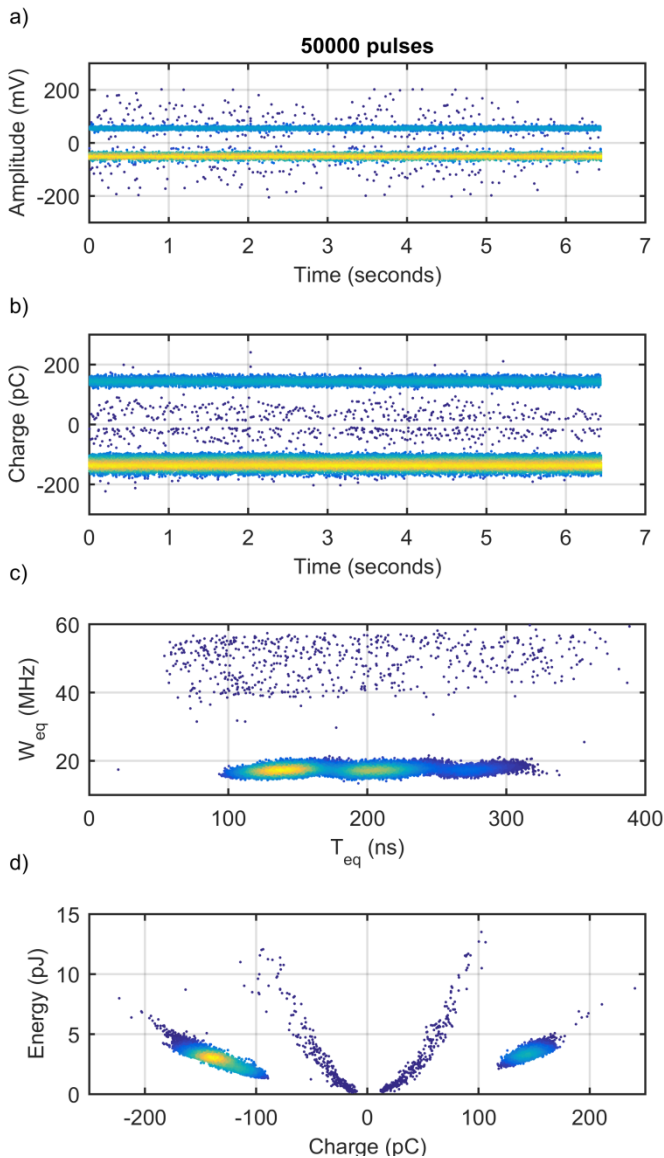 a)
50000 pulses
Amplitude (mV)
200
0
-200
0 1 2 3 4 5 6 7
Time (seconds)
b)
Charge (pC)
200
0
-200
0 1 2 3 4 5 6 7
Time (seconds)
c)
W_eq (MHz)
60
40
20
0 100 200 300 400
T_eq (ns)
d)
Energy (pJ)
15
10
5
0
-200 -100 0 100 200
Charge (pC)